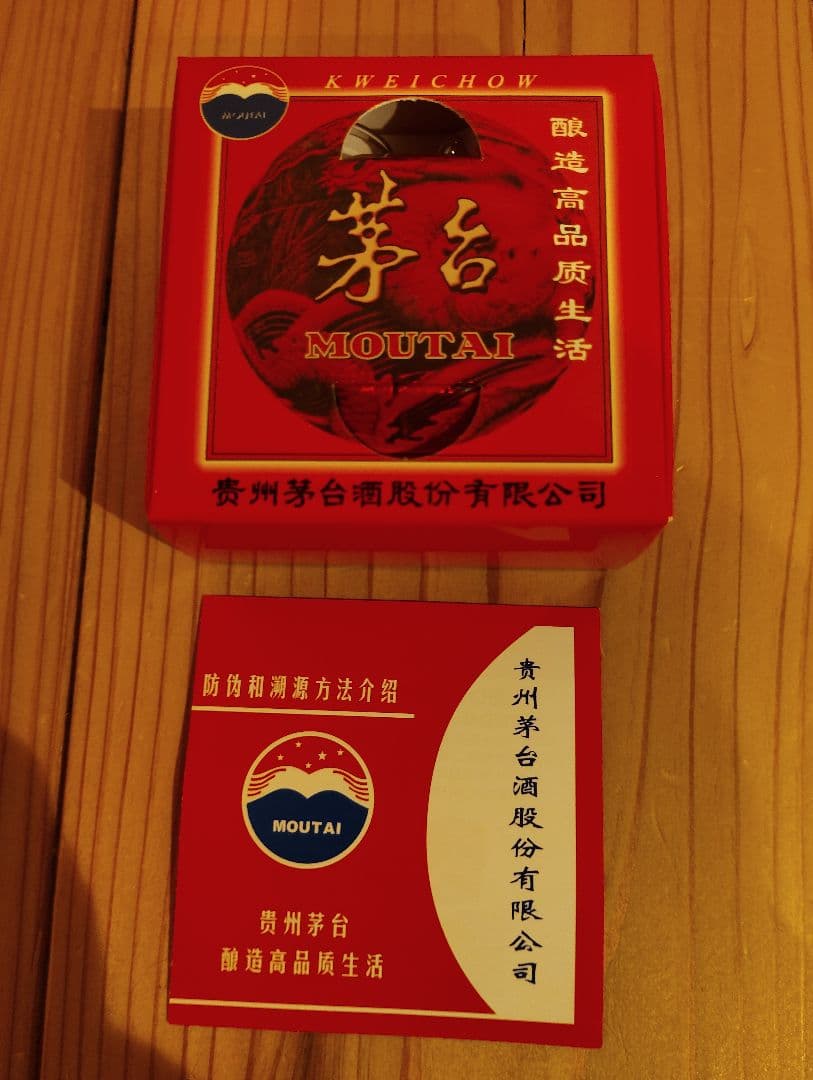 KWEICHOW
MOUTAI
酿造高品质生活
茅台
MOUTAI
贵州茅台酒股份有限公司
防伪和溯源方法介绍
MOUTAI
贵州茅台
酿造高品质生活
贵州茅台酒股份有限公司